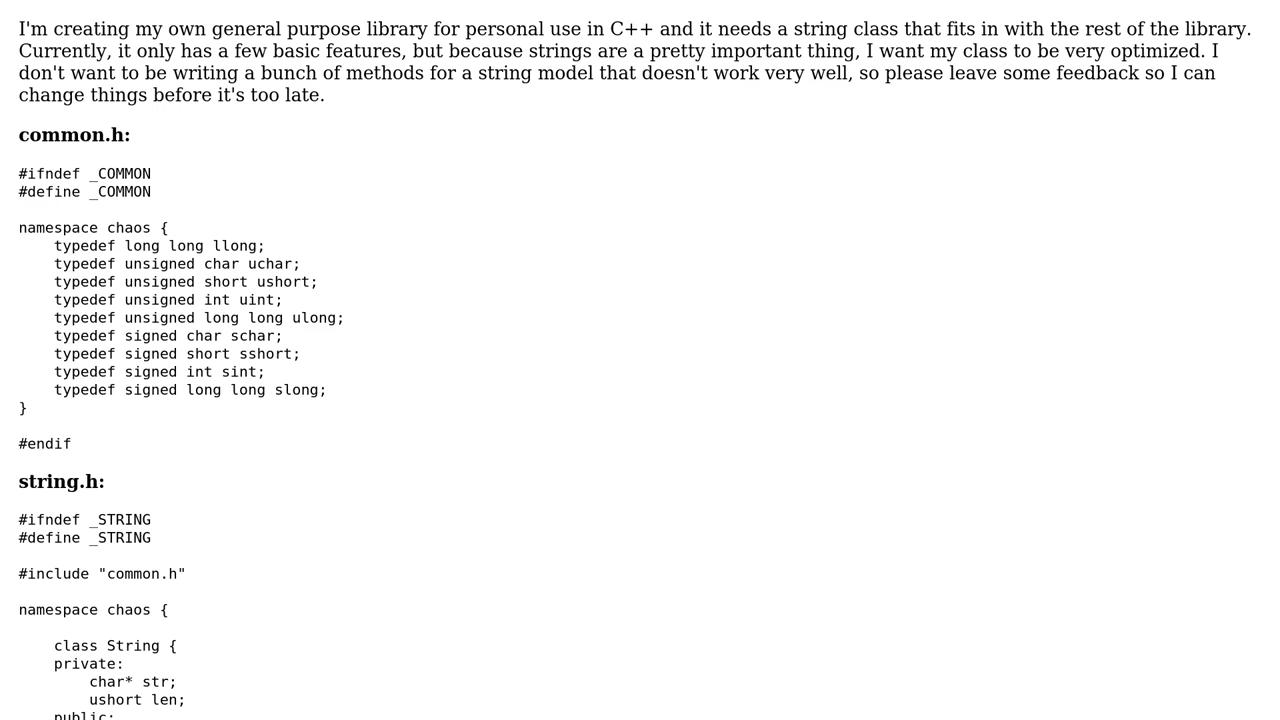 I'm creating my own general purpose library for personal use in C++ and it needs a string class that fits in with the rest of the library.
Currently, it only has a few basic features, but because strings are a pretty important thing, I want my class to be very optimized. I
don't want to be writing a bunch of methods for a string model that doesn't work very well, so please leave some feedback so I can
change things before it's too late.
common.h:
#ifndef _COMMON
#define _COMMON
namespace chaos {
    typedef long long llong;
    typedef unsigned char uchar;
    typedef unsigned short ushort;
    typedef unsigned int uint;
    typedef unsigned long long ulong;
    typedef signed char schar;
    typedef signed short sshort;
    typedef signed int sint;
    typedef signed long long slong;
}
#endif
string.h:
#ifndef _STRING
#define _STRING
#include "common.h"
namespace chaos {
    class String {
    private:
        char* str;
        ushort len;
    public: